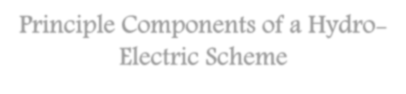 Principle Components of a Hydro-
Electric Scheme